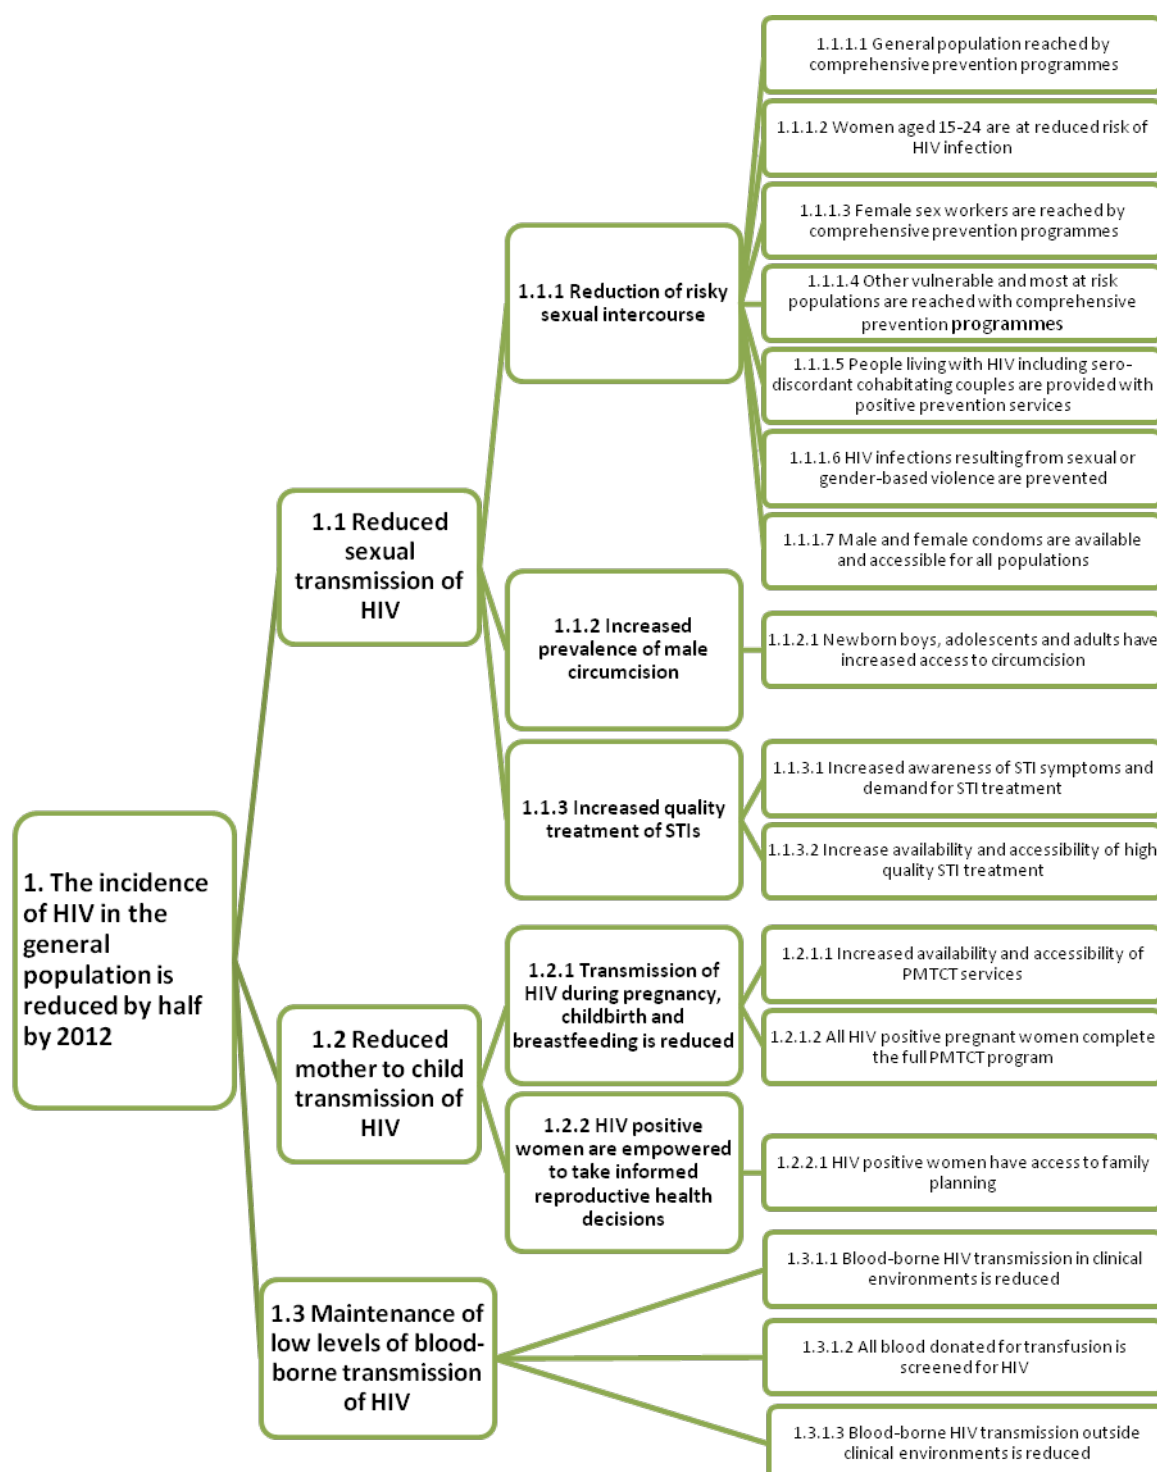 1. The incidence
of HIV in the
general
population is
reduced by half
by 2012
1.1 Reduced
sexual
transmission of
HIV
1.1.1 Reduction of risky
sexual intercourse
1.1.1.1 General population reached by
comprehensive prevention programmes
1.1.1.2 Women aged 15-24 are at reduced risk of
HIV infection
1.1.1.3 Female sex workers are reached by
comprehensive prevention programmes
1.1.1.4 Other vulnerable and most at risk
populations are reached with comprehensive
prevention programmes
1.1.1.5 People living with HIV including sero-
discordant cohabitating couples are provided with
positive prevention services
1.1.1.6 HIV infections resulting from sexual or
gender-based violence are prevented
1.1.1.7 Male and female condoms are available
and accessible for all populations
1.1.2 Increased
prevalence of male
circumcision
1.1.2.1 Newborn boys, adolescents and adults have
increased access to circumcision
1.1.3 Increased quality
treatment of STIs
1.1.3.1 Increased awareness of STI symptoms and
demand for STI treatment
1.1.3.2 Increase availability and accessibility of high
quality STI treatment
1.2 Reduced
mother to child
transmission of
HIV
1.2.1 Transmission of
HIV during pregnancy,
childbirth and
breastfeeding is reduced
1.2.1.1 Increased availability and accessibility of
PMTCT services
1.2.1.2 All HIV positive pregnant women complete
the full PMTCT program
1.2.2 HIV positive
women are empowered
to take informed
reproductive health
decisions
1.2.2.1 HIV positive women have access to family
planning
1.3 Maintenance of
low levels of blood-
borne transmission
of HIV
1.3.1.1 Blood-borne HIV transmission in clinical
environments is reduced
1.3.1.2 All blood donated for transfusion is
screened for HIV
1.3.1.3 Blood-borne HIV transmission outside
clinical environments is reduced